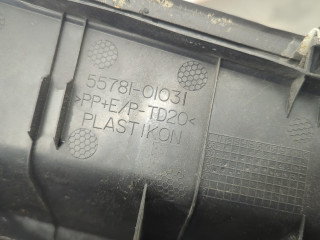 55781-01031
>PP+E/P-TD20<
PLASTIKON